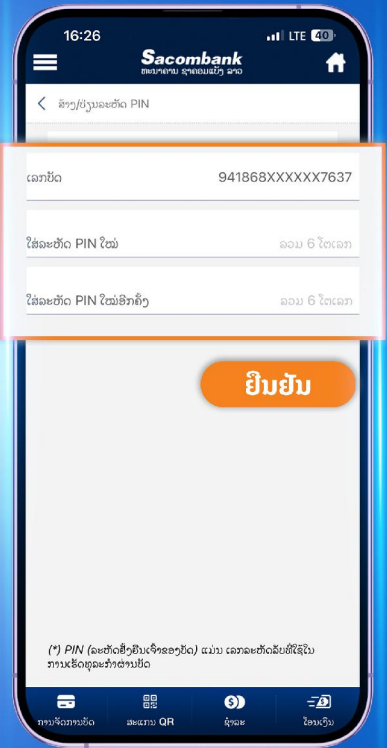 16:26
LTE 40
Sacombank
ທະນາຄານ ຊາຄອມແບ້ງ ລາວ
ສ້າງ/ປ່ຽນລະຫັດ PIN
ເລກບັດ 941868XXXXXX7637
ໃສ່ລະຫັດ PIN ໃໝ່ ລວມ 6 ໂຕເລກ
ໃສ່ລະຫັດ PIN ໃໝ່ອີກຄັ້ງ ລວມ 6 ໂຕເລກ
ຢືນຢັນ
(*) PIN (ລະຫັດສິ່ງຢືນເຈົ້າຂອງບັດ) ແມ່ນ ເລກລະຫັດລັບທີ່ໃຊ້ໃນ
ການເຮັດທຸລະກຳຜ່ານບັດ
ການຈັດການບັດ ສະແກນ QR ຊຳລະ ໂອນເງິນ